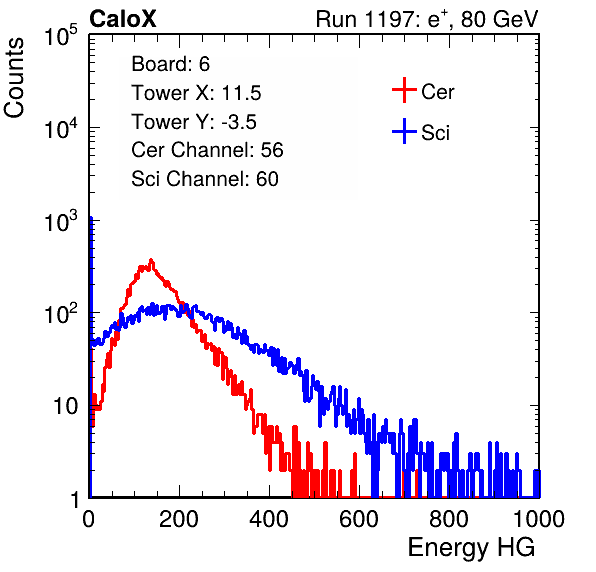 CaloX Run 1197: e⁺, 80 GeV
Counts
10⁵
10⁴
10³
10²
10
1
Board: 6
Tower X: 11.5
Tower Y: -3.5
Cer Channel: 56
Sci Channel: 60
Cer
Sci
0 200 400 600 800 1000
Energy HG